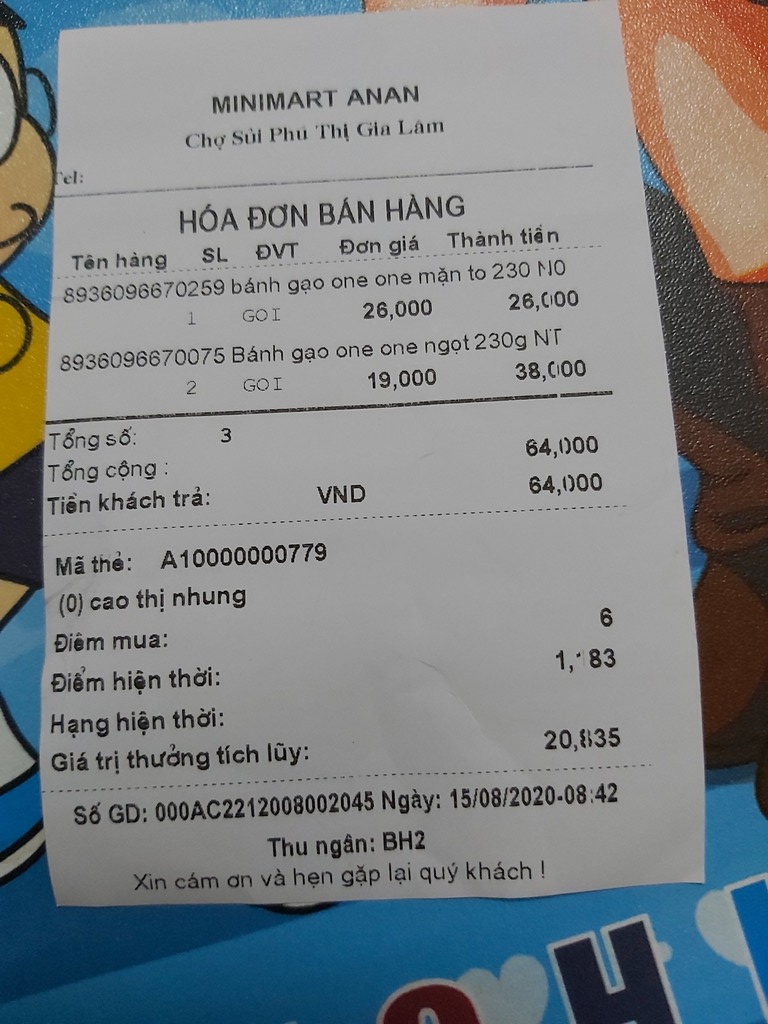 MINIMART ANAN
Chợ Sủi Phú Thị Gia Lâm
Tel:
HÓA ĐƠN BÁN HÀNG
Tên hàng SL ĐVT Đơn giá Thành tiền
8936096670259 bánh gạo one one mặn to 230 NO
1 GOI 26,000 26,000
8936096670075 Bánh gạo one one ngọt 230g NT
2 GOI 19,000 38,000
Tổng số: 3
Tổng cộng : 64,000
Tiền khách trả: VND 64,000
Mã thẻ: A10000000779
(0) cao thị nhung
Điểm mua: 6
Điểm hiện thời:
Hạng hiện thời:
Giá trị thưởng tích lũy: 20,835
Số GD: 000AC2212008002045 Ngày: 15/08/2020-08:42
Thu ngân: BH2
Xin cám ơn và hẹn gặp lại quý khách !